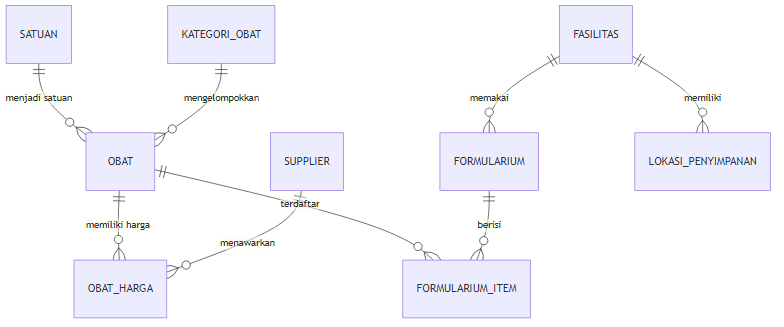 SATUAN
KATEGORI_OBAT
FASILITAS
menjadi satuan
mengelompokkan
memakai
memiliki
OBAT
SUPPLIER
FORMULARIUM
LOKASI_PENYIMPANAN
terdaftar
memiliki harga
berisi
menawarkan
OBAT_HARGA
FORMULARIUM_ITEM